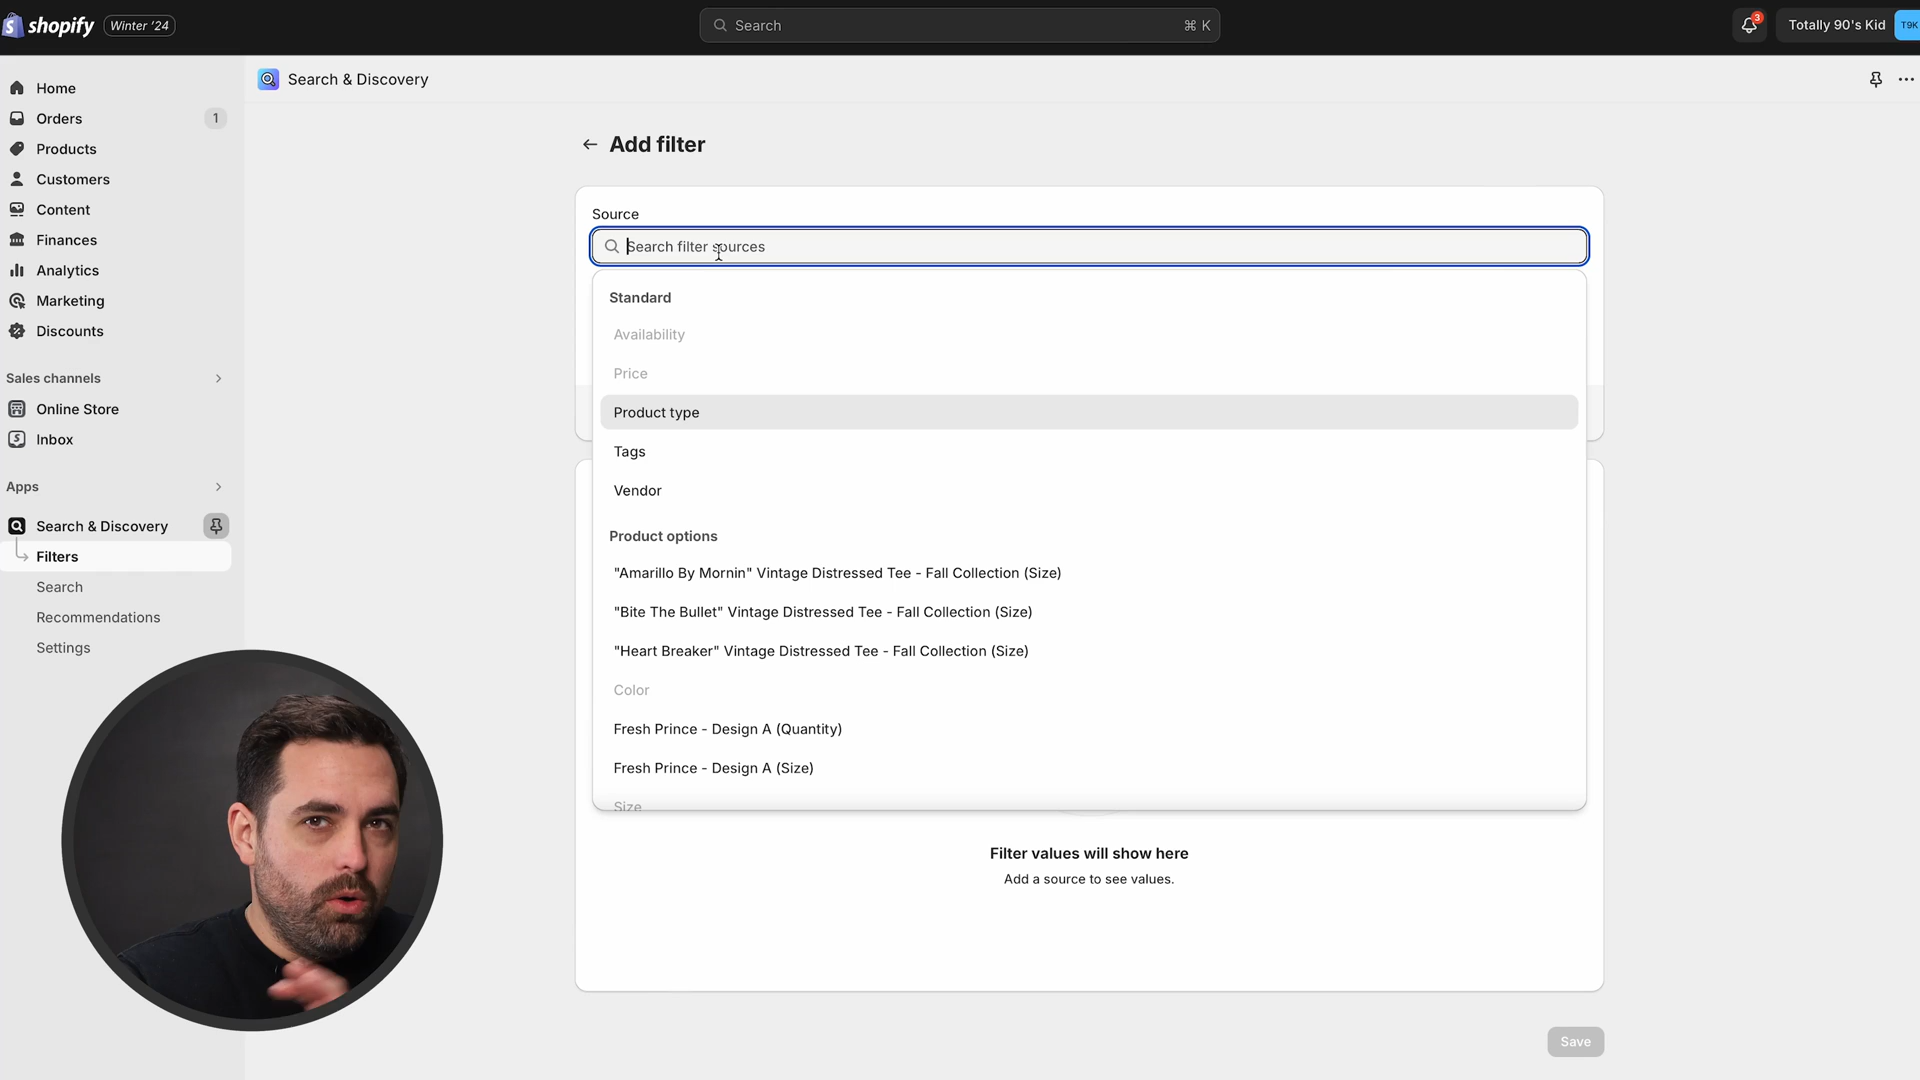 shopify
Winter '24
Search
⌘ K
3
Totally 90's Kid
T9K
Home
Orders
1
Products
Customers
Content
Finances
Analytics
Marketing
Discounts
Sales channels
Online Store
Inbox
Apps
Search & Discovery
Filters
Search
Recommendations
Settings
Search & Discovery
Add filter
Source
Search filter sources
Standard
Availability
Price
Product type
Tags
Vendor
Product options
"Amarillo By Mornin" Vintage Distressed Tee - Fall Collection (Size)
"Bite The Bullet" Vintage Distressed Tee - Fall Collection (Size)
"Heart Breaker" Vintage Distressed Tee - Fall Collection (Size)
Color
Fresh Prince - Design A (Quantity)
Fresh Prince - Design A (Size)
Size
Filter values will show here
Add a source to see values.
Save